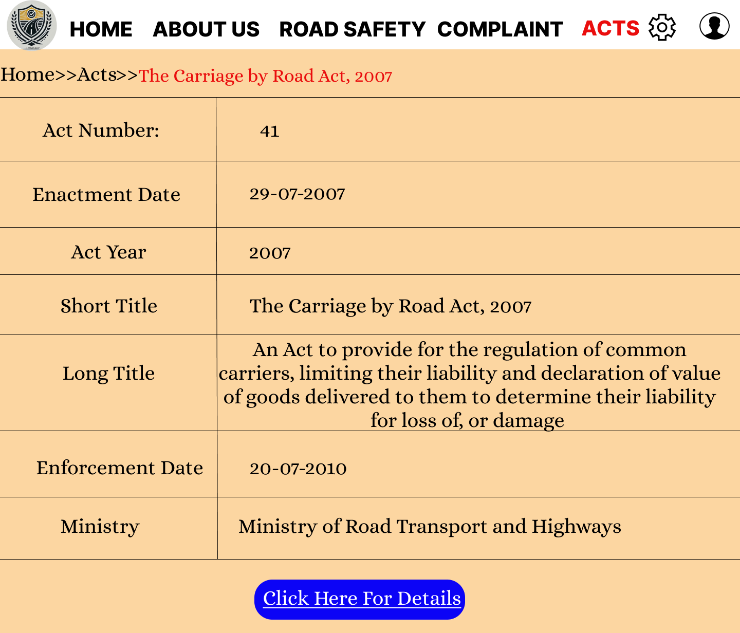 HOME ABOUT US ROAD SAFETY COMPLAINT ACTS
Home>>Acts>>The Carriage by Road Act, 2007
Act Number: 41
Enactment Date 29-07-2007
Act Year 2007
Short Title The Carriage by Road Act, 2007
Long Title An Act to provide for the regulation of common
carriers, limiting their liability and declaration of value
of goods delivered to them to determine their liability
for loss of, or damage
Enforcement Date 20-07-2010
Ministry Ministry of Road Transport and Highways
Click Here For Details